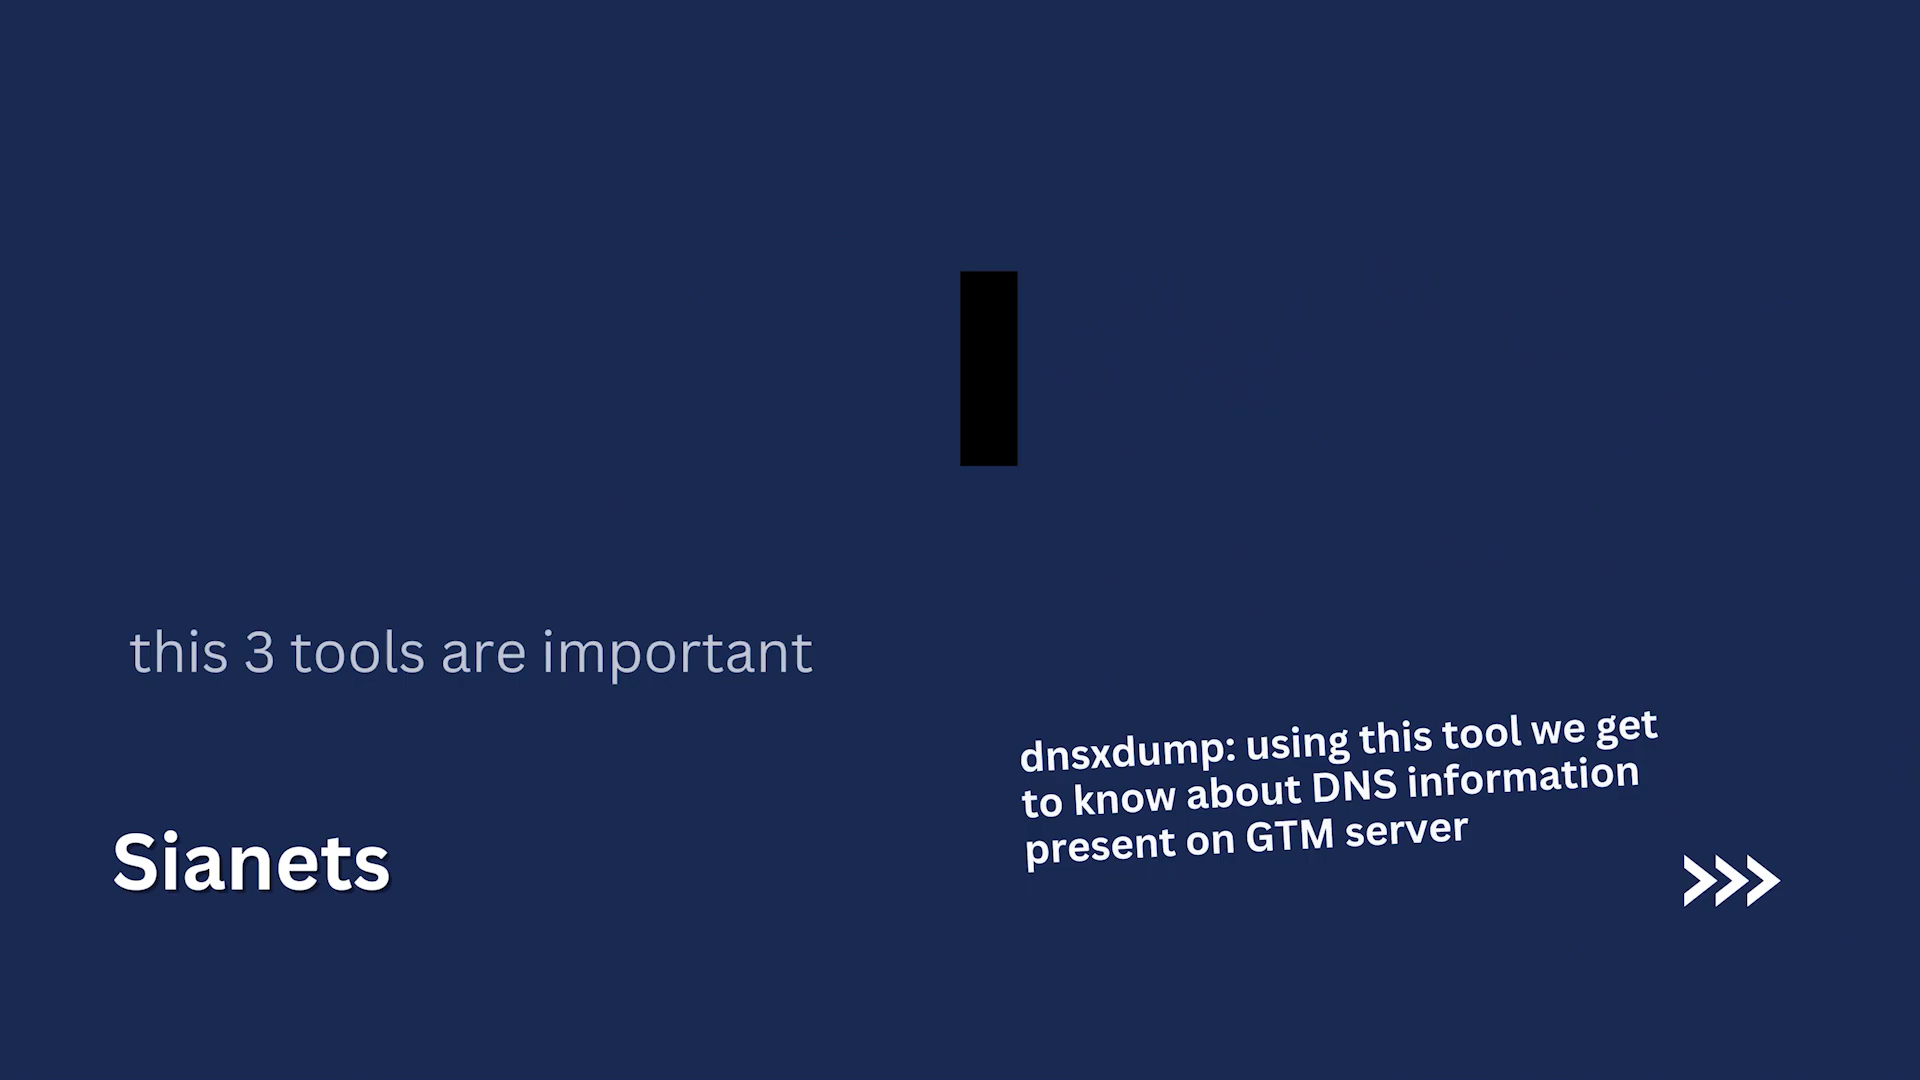 this 3 tools are important
dnsxdump: using this tool we get
to know about DNS information
present on GTM server
Sianets